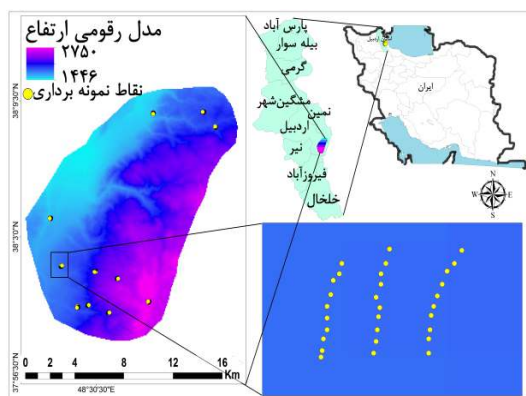 مدل رقومی ارتفاع
۲۷۵۰
۱۴۴۶
نقاط نمونه برداری
38°9'30"N
38°3'0"N
37°56'30"N
48°30'30"E
0 2 4 8 12 16
Km
پارس آباد
بیله سوار
گرمی
مشگین‌شهر
نمین
اردبیل
نیر
فیروزآباد
خلخال
اردبیل
ایران
N
W E
S